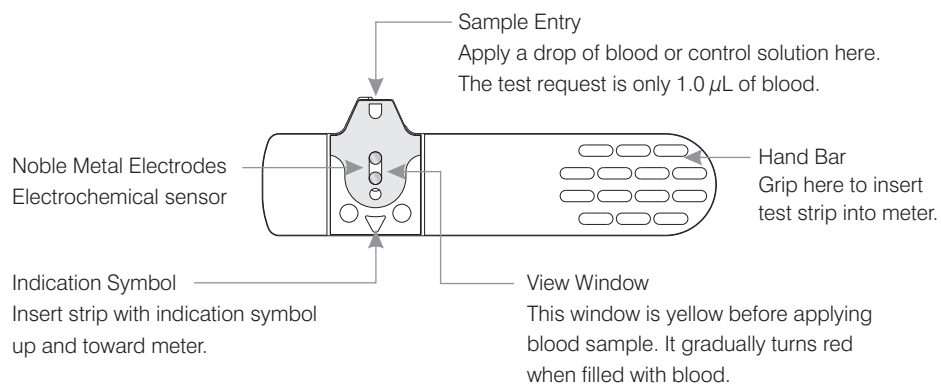 Sample Entry
Apply a drop of blood or control solution here.
The test request is only 1.0 μL of blood.
Noble Metal Electrodes
Electrochemical sensor
Hand Bar
Grip here to insert
test strip into meter.
Indication Symbol
Insert strip with indication symbol
up and toward meter.
View Window
This window is yellow before applying
blood sample. It gradually turns red
when filled with blood.